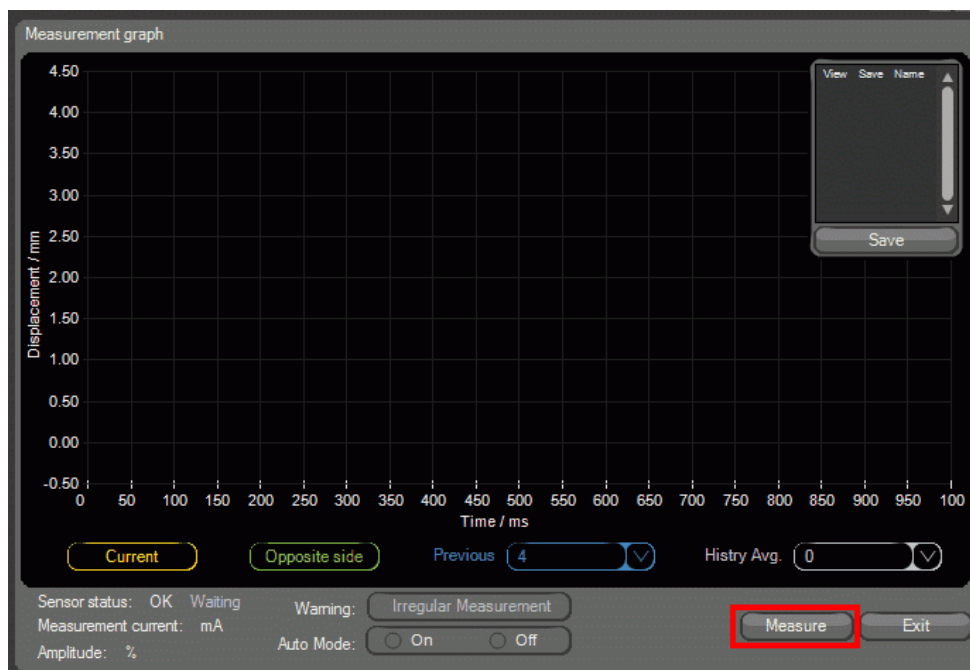 Measurement graph
View Save Name
Save
4.50
4.00
3.50
3.00
2.50
2.00
1.50
1.00
0.50
0.00
-0.50
Displacement / mm
0 50 100 150 200 250 300 350 400 450 500 550 600 650 700 750 800 850 900 950 100
Time / ms
Current Opposite side Previous 4 Histry Avg. 0
Sensor status: OK Waiting
Measurement current: mA
Amplitude: %
Warning: Irregular Measurement
Auto Mode: On Off
Measure Exit